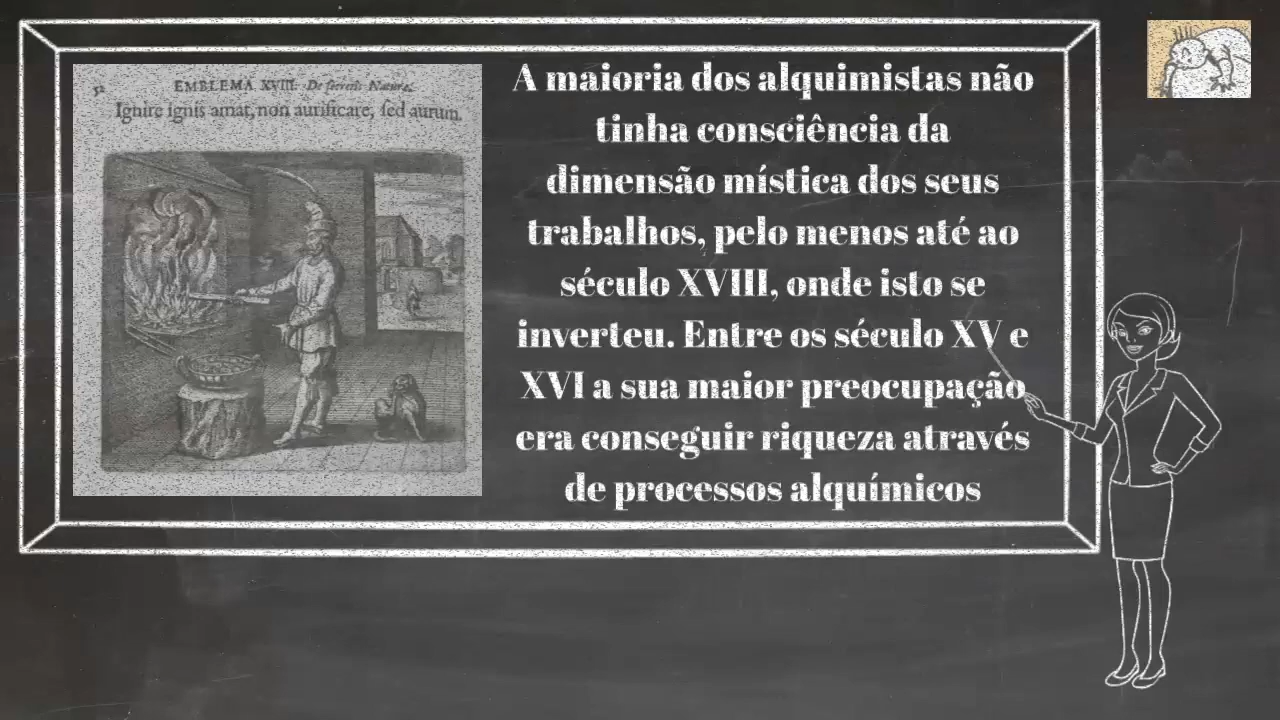 52 EMBLEMA XVIII. De secretis Naturæ.
Ignire ignis amat, non aurificare, sed aurum.
A maioria dos alquimistas não
tinha consciência da
dimensão mística dos seus
trabalhos, pelo menos até ao
século XVIII, onde isto se
inverteu. Entre os século XV e
XVI a sua maior preocupação
era conseguir riqueza através
de processos alquímicos